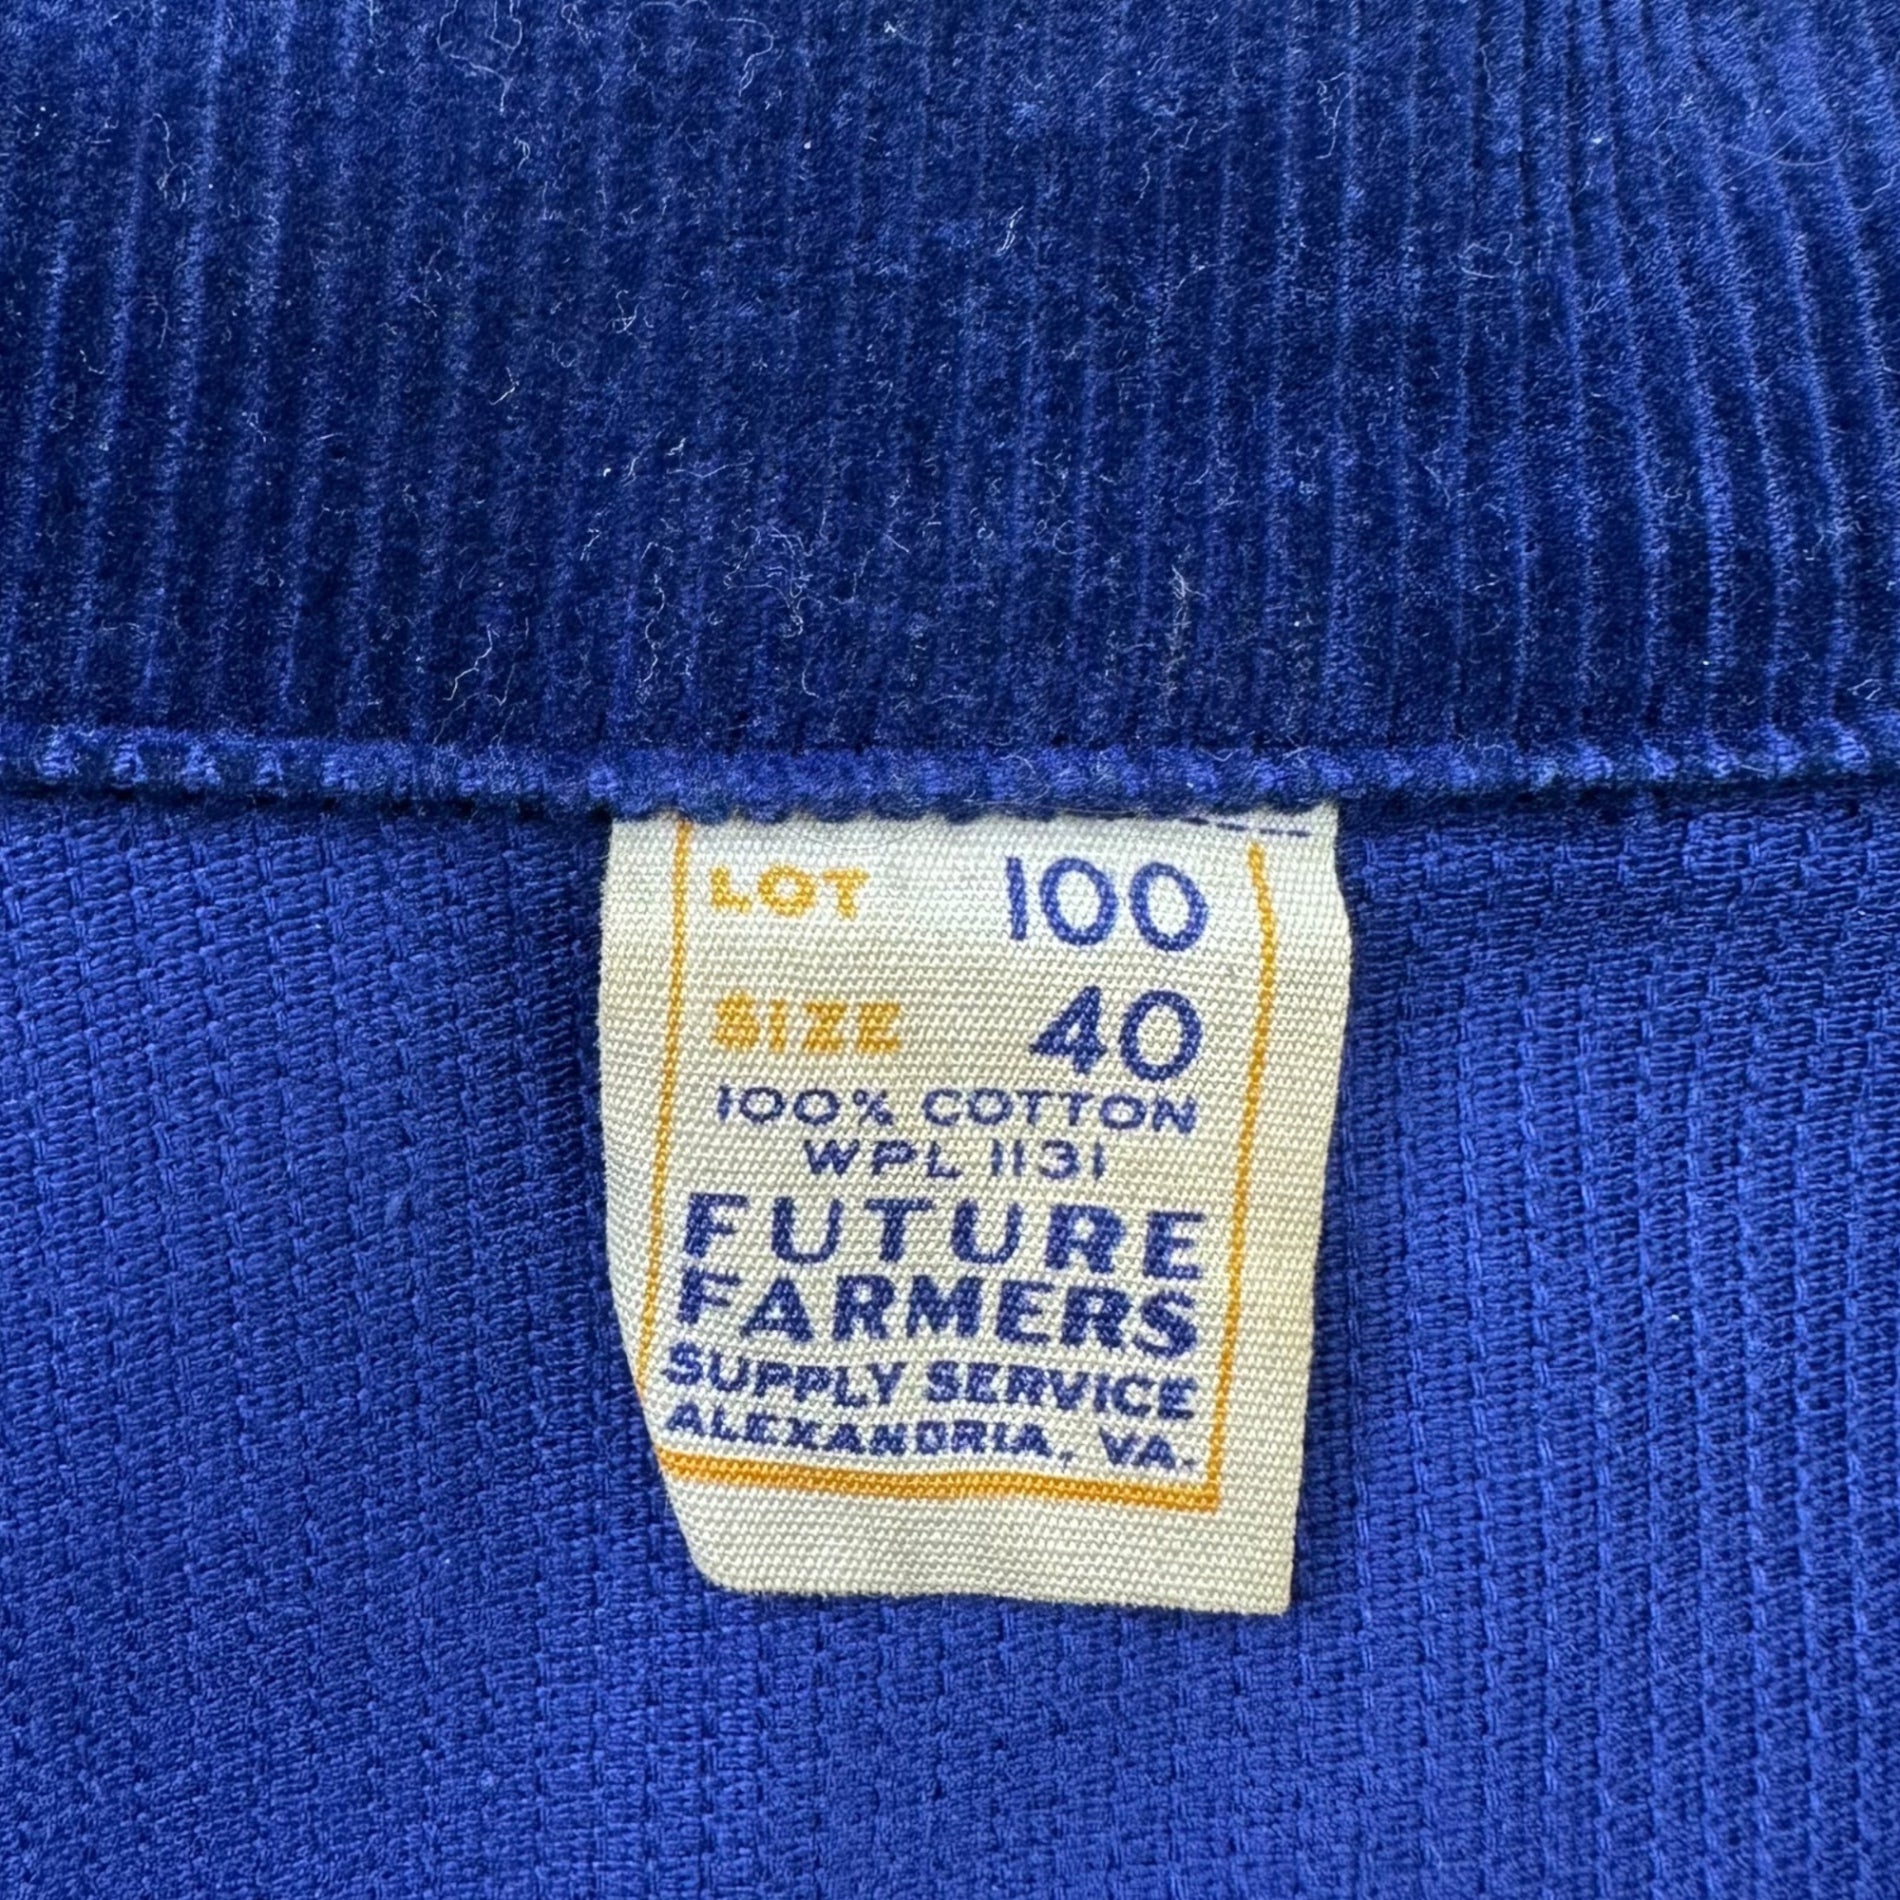 LOT 100
SIZE 40
100% COTTON
WPL 1131
FUTURE
FARMERS
SUPPLY SERVICE
ALEXANDRIA, VA.